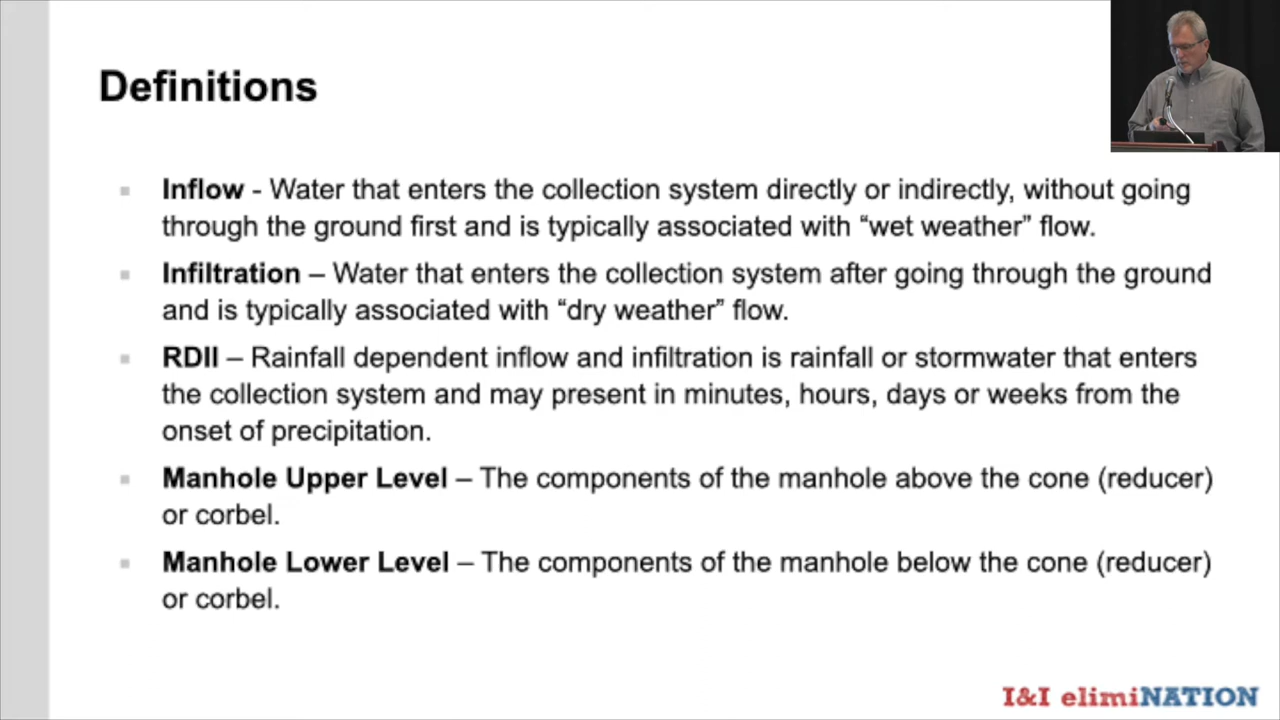 Definitions
Inflow - Water that enters the collection system directly or indirectly, without going
through the ground first and is typically associated with “wet weather” flow.
Infiltration – Water that enters the collection system after going through the ground
and is typically associated with “dry weather” flow.
RDII – Rainfall dependent inflow and infiltration is rainfall or stormwater that enters
the collection system and may present in minutes, hours, days or weeks from the
onset of precipitation.
Manhole Upper Level – The components of the manhole above the cone (reducer)
or corbel.
Manhole Lower Level – The components of the manhole below the cone (reducer)
or corbel.
I&I elimiNATION